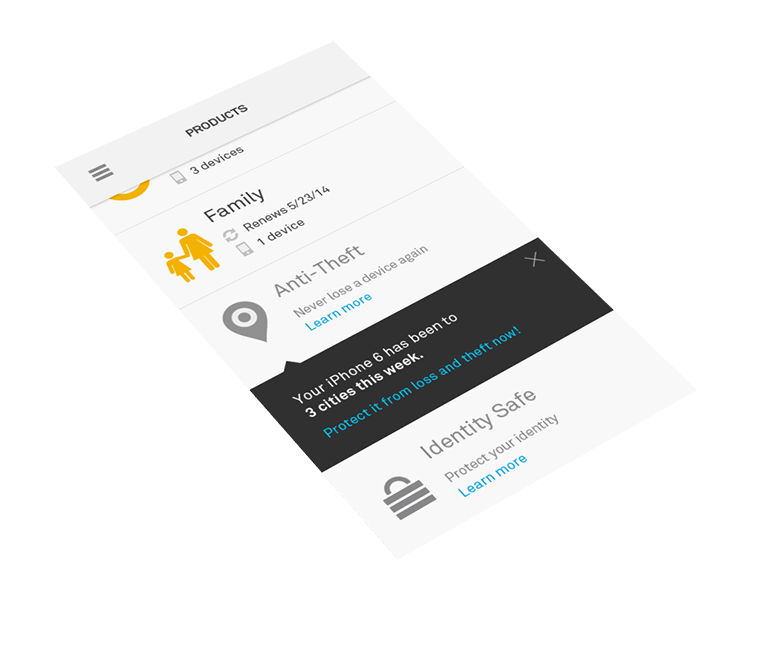 PRODUCTS
3 devices
Family
Renews 5/23/14
1 device
Anti-Theft
Never lose a device again
Learn more
Your iPhone 6 has been to
3 cities this week.
Protect it from loss and theft now!
Identity Safe
Protect your identity
Learn more